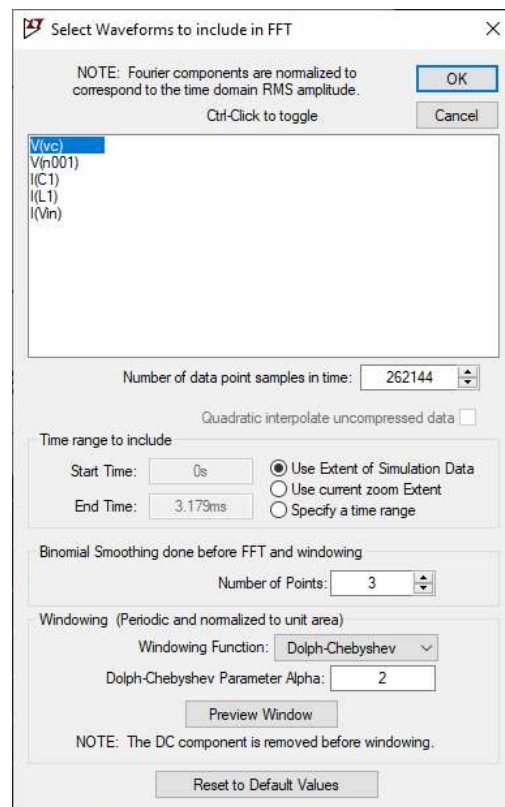 Select Waveforms to include in FFT
NOTE: Fourier components are normalized to
correspond to the time domain RMS amplitude.
OK
Ctrl-Click to toggle
Cancel
V(vc)
V(n001)
I(C1)
I(L1)
I(Vin)
Number of data point samples in time: 262144
Quadratic interpolate uncompressed data
Time range to include
Start Time: 0s
Use Extent of Simulation Data
Use current zoom Extent
End Time: 3.179ms
Specify a time range
Binomial Smoothing done before FFT and windowing
Number of Points: 3
Windowing (Periodic and normalized to unit area)
Windowing Function: Dolph-Chebyshev
Dolph-Chebyshev Parameter Alpha: 2
Preview Window
NOTE: The DC component is removed before windowing.
Reset to Default Values